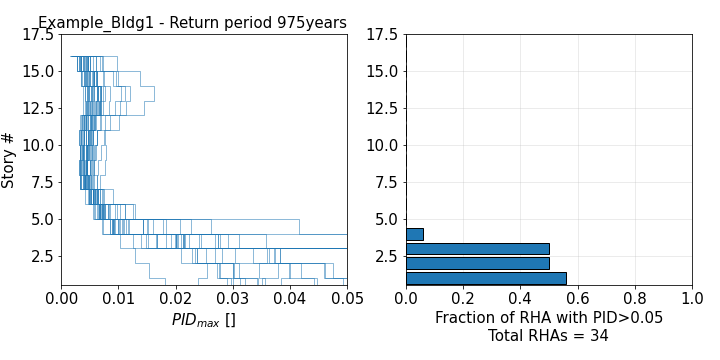 Example_Bldg1 - Return period 975years
17.5
15.0
12.5
10.0
7.5
5.0
2.5
Story #
0.00 0.01 0.02 0.03 0.04 0.05
PID_max []
17.5
15.0
12.5
10.0
7.5
5.0
2.5
0.0 0.2 0.4 0.6 0.8 1.0
Fraction of RHA with PID>0.05
Total RHAs = 34